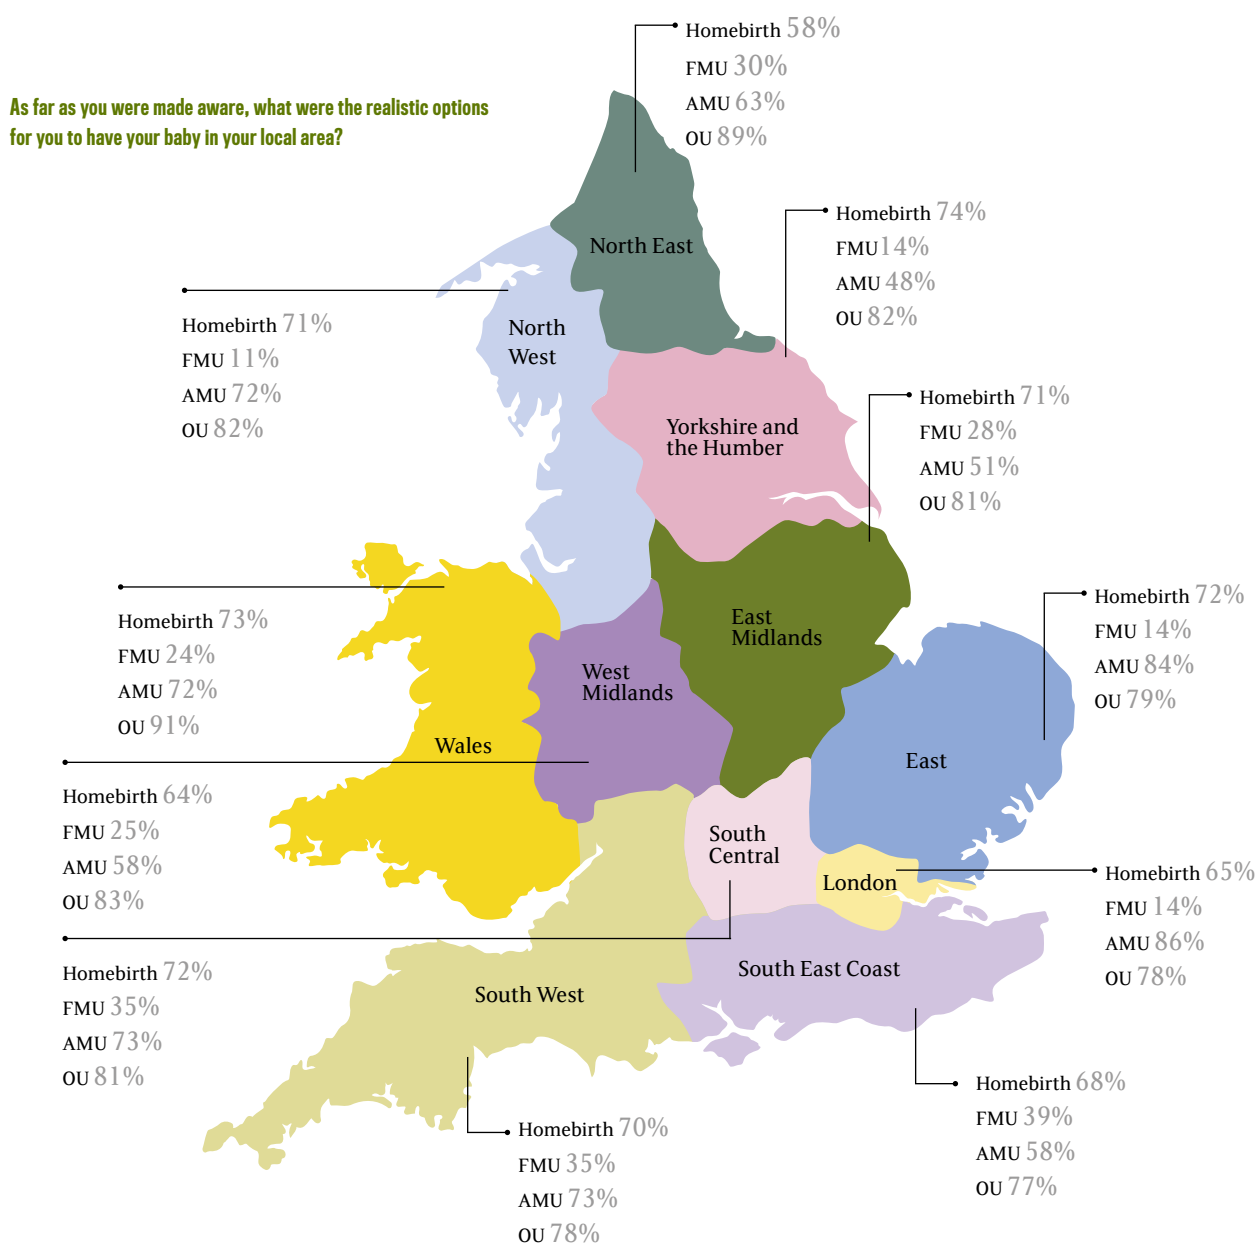 As far as you were made aware, what were the realistic options
for you to have your baby in your local area?
Homebirth 58%
FMU 30%
AMU 63%
OU 89%
North East
Homebirth 74%
FMU 14%
AMU 48%
OU 82%
Homebirth 71%
FMU 11%
AMU 72%
OU 82%
North
West
Yorkshire and
the Humber
Homebirth 71%
FMU 28%
AMU 51%
OU 81%
Homebirth 73%
FMU 24%
AMU 72%
OU 91%
East
Midlands
West
Midlands
Homebirth 72%
FMU 14%
AMU 84%
OU 79%
Wales
East
Homebirth 64%
FMU 25%
AMU 58%
OU 83%
South
Central
London
Homebirth 65%
FMU 14%
AMU 86%
OU 78%
Homebirth 72%
FMU 35%
AMU 73%
OU 81%
South West
South East Coast
Homebirth 70%
FMU 35%
AMU 73%
OU 78%
Homebirth 68%
FMU 39%
AMU 58%
OU 77%